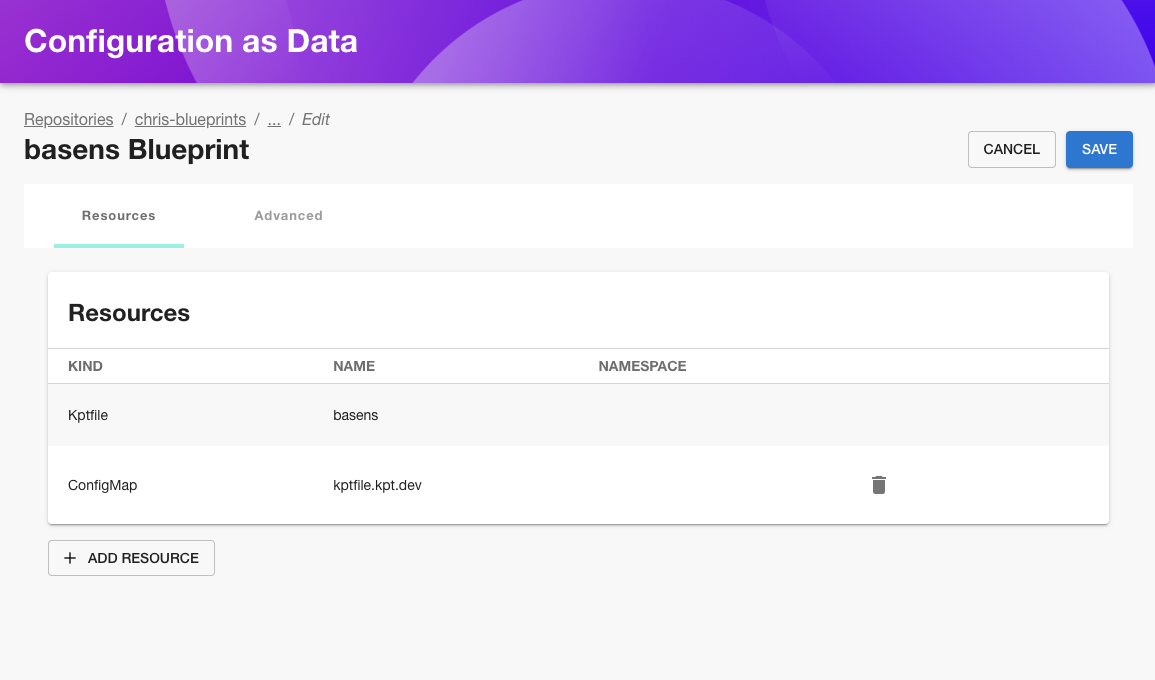 Configuration as Data
Repositories / chris-blueprints / ... / Edit
basens Blueprint
CANCEL SAVE
Resources Advanced
Resources
KIND NAME NAMESPACE
Kptfile basens
ConfigMap kptfile.kpt.dev
+ ADD RESOURCE